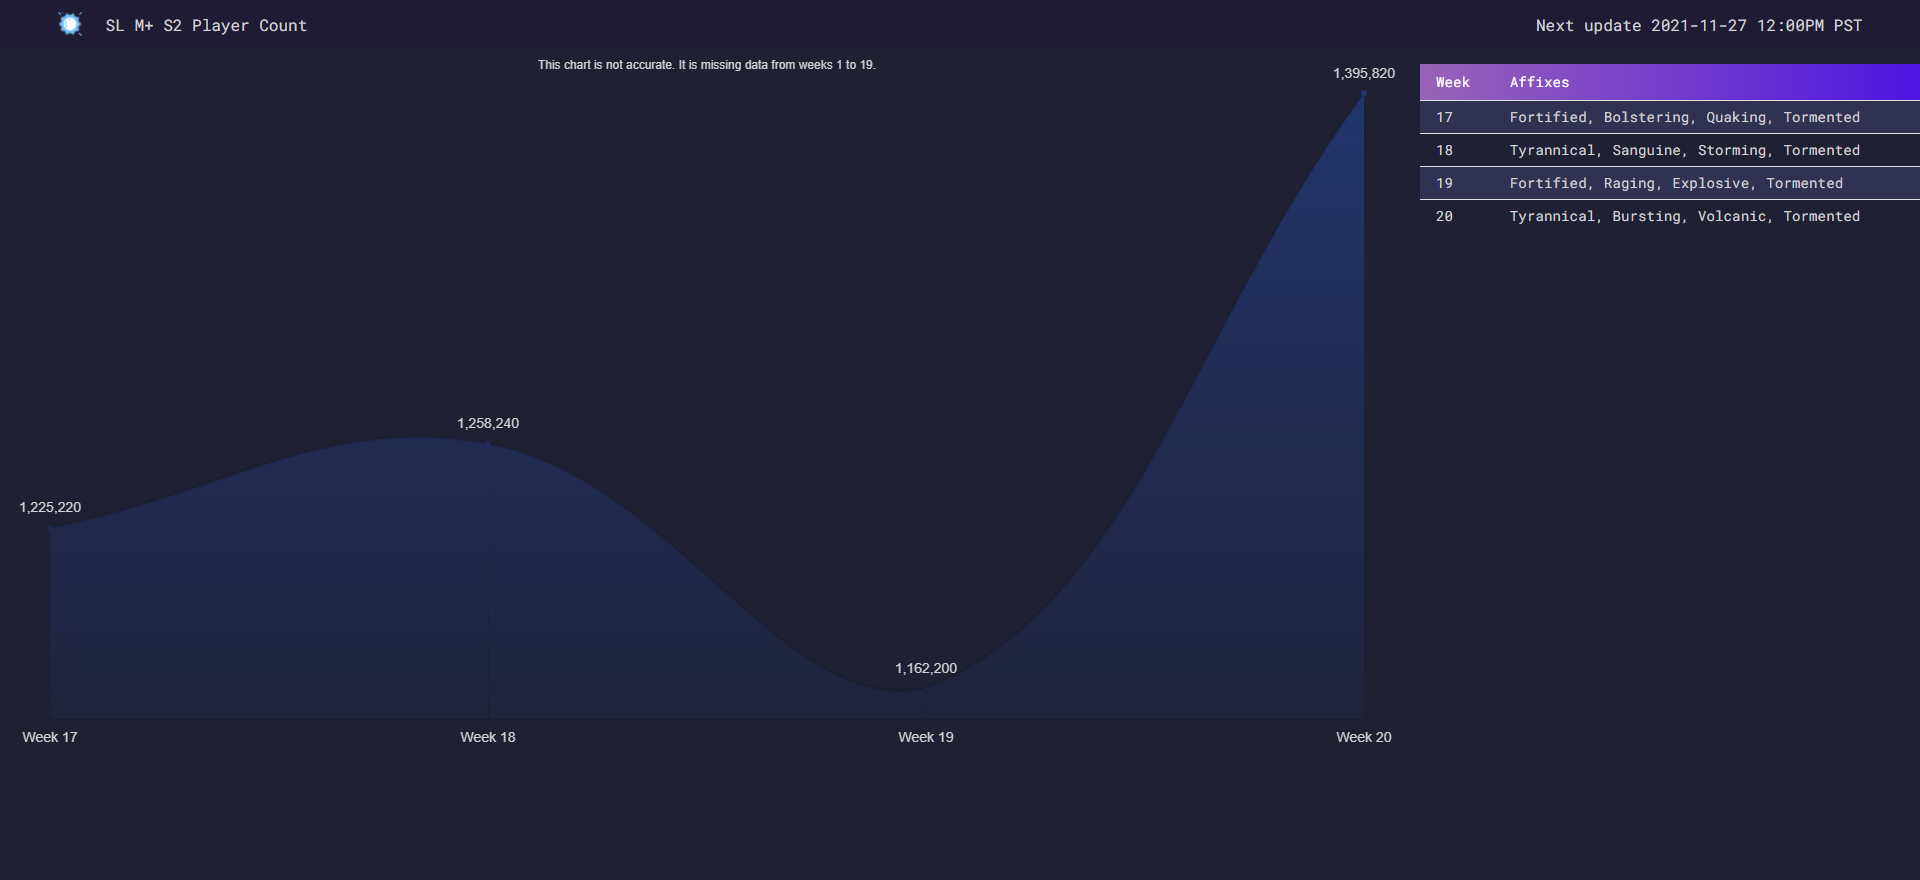 SL M+ S2 Player Count
Next update 2021-11-27 12:00PM PST
This chart is not accurate. It is missing data from weeks 1 to 19.
1,395,820
1,258,240
1,225,220
1,162,200
Week 17
Week 18
Week 19
Week 20
Week Affixes
17 Fortified, Bolstering, Quaking, Tormented
18 Tyrannical, Sanguine, Storming, Tormented
19 Fortified, Raging, Explosive, Tormented
20 Tyrannical, Bursting, Volcanic, Tormented